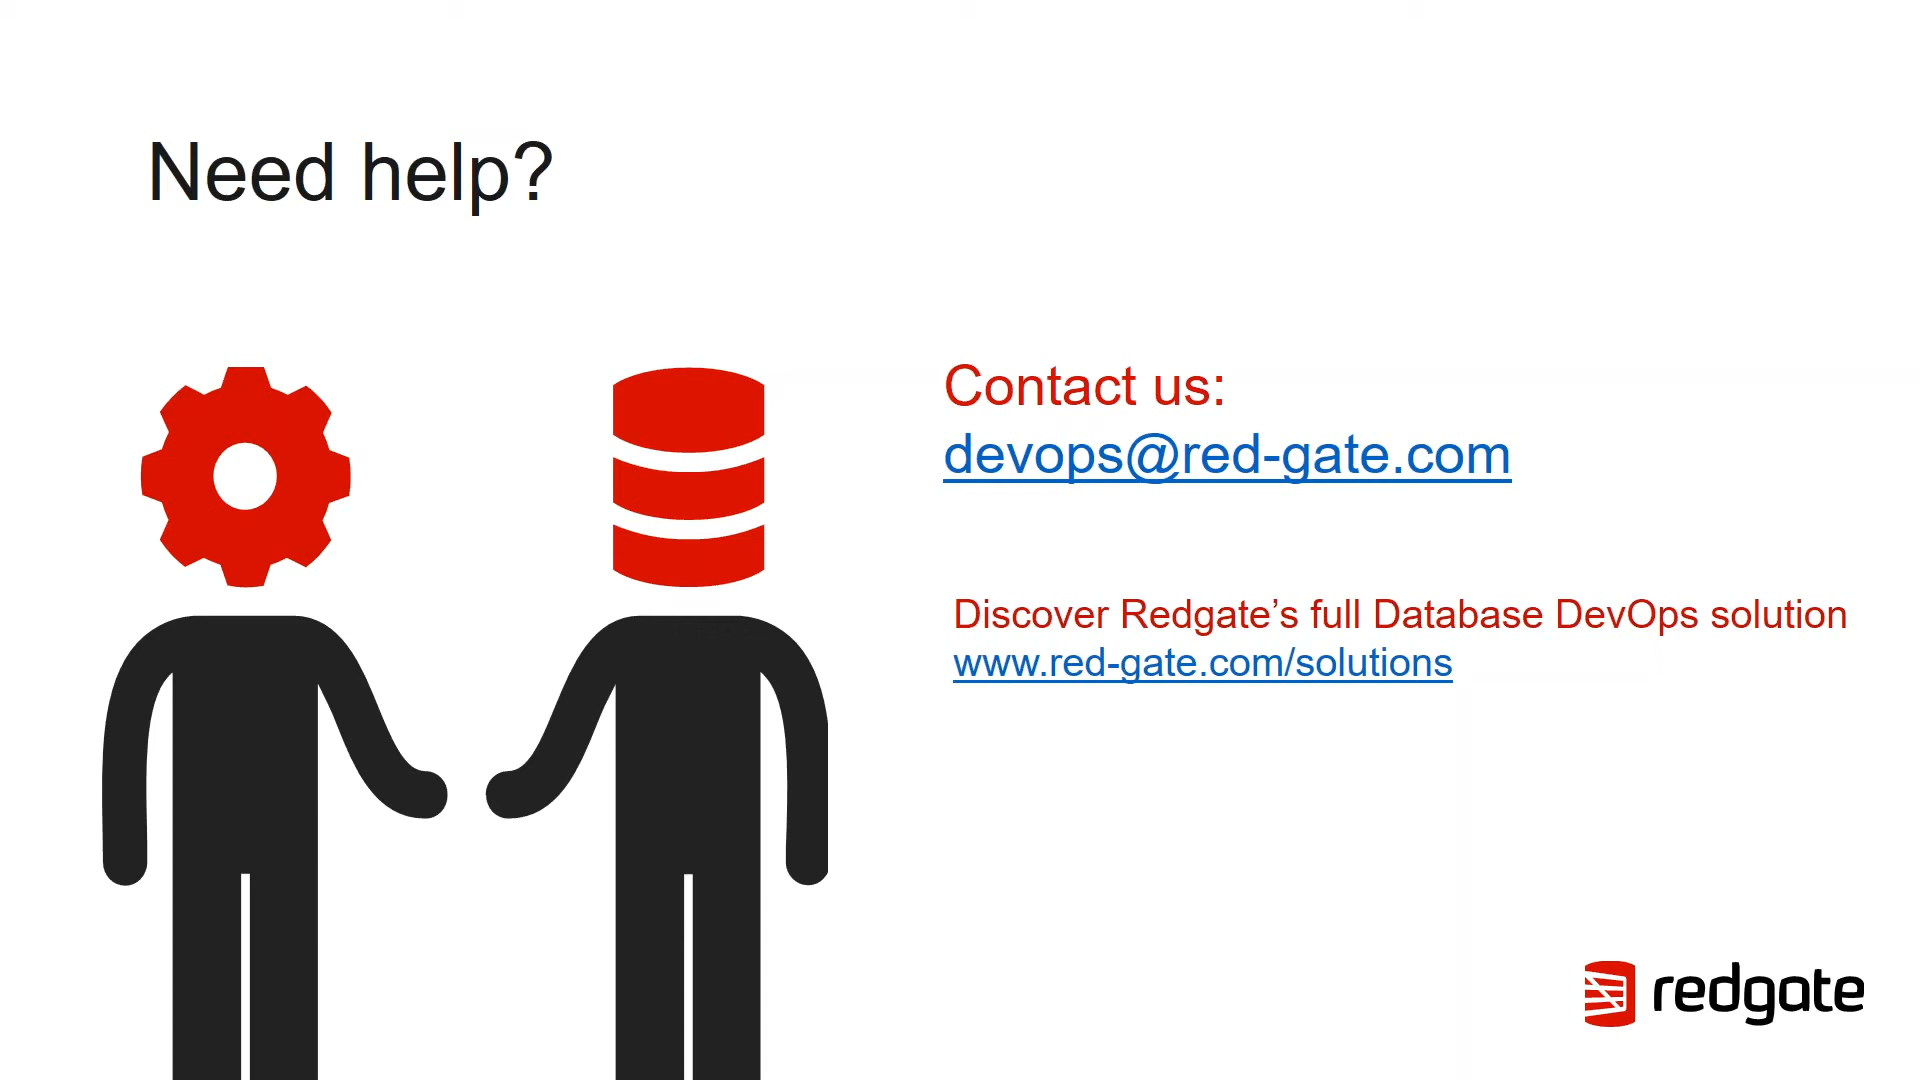 Need help?
Contact us:
devops@red-gate.com
Discover Redgate’s full Database DevOps solution
www.red-gate.com/solutions
redgate